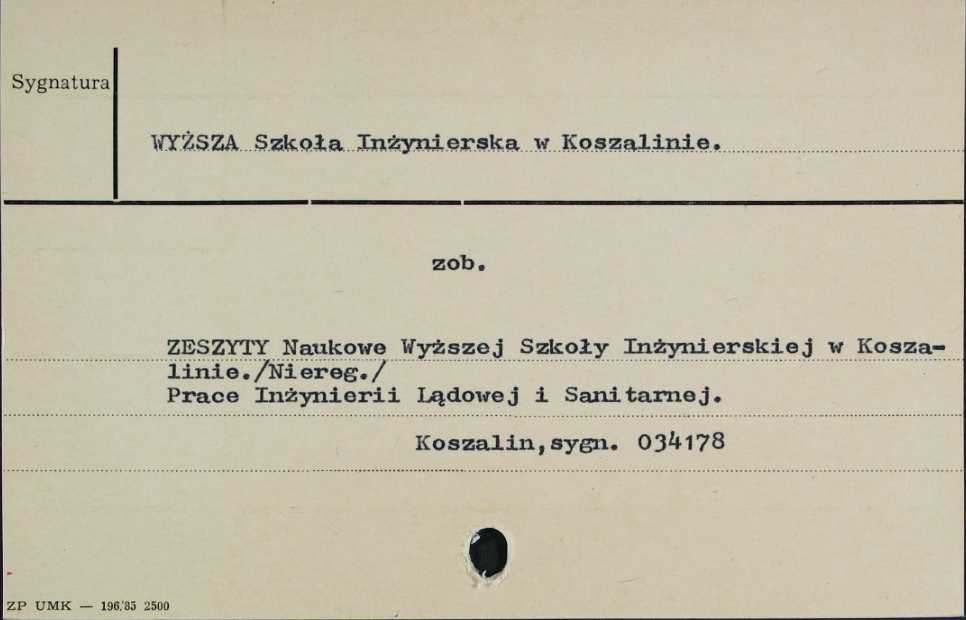 Sygnatura
WYŻSZA Szkoła Inżynierska w Koszalinie.
zob.
ZESZYTY Naukowe Wyższej Szkoły Inżynierskiej w Kosza-
linie./Niereg./
Prace Inżynierii Lądowej i Sanitarnej.
Koszalin,sygn. 034178
ZP UMK — 196/85 2500